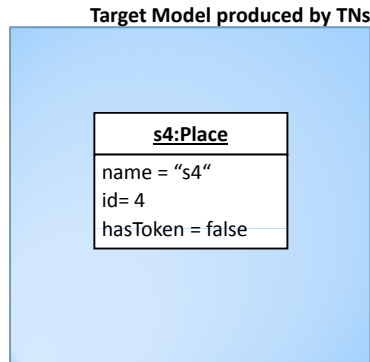 Target Model produced by TNs
s4:Place
name = “s4“
id= 4
hasToken = false